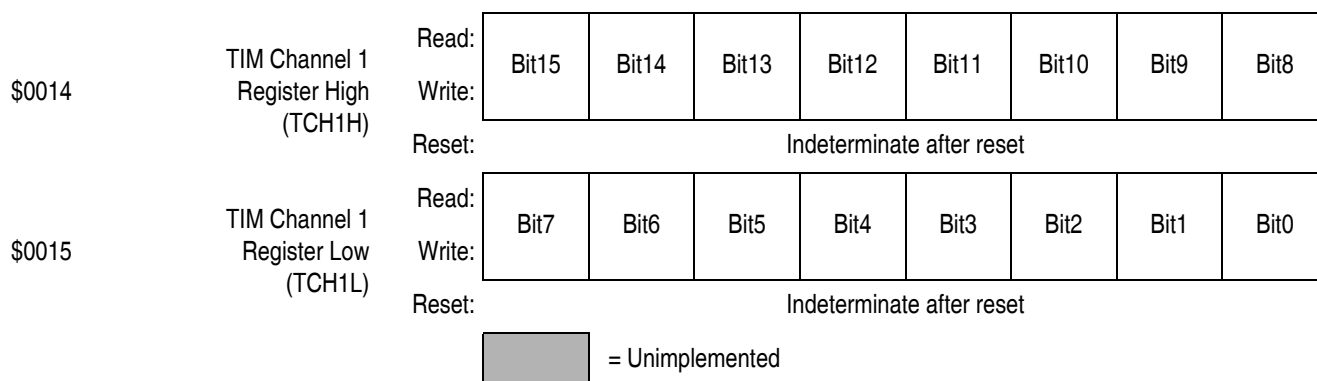 $0014
TIM Channel 1
Register High
(TCH1H)
Read:
Write:
Bit15 Bit14 Bit13 Bit12 Bit11 Bit10 Bit9 Bit8
Reset: Indeterminate after reset
$0015
TIM Channel 1
Register Low
(TCH1L)
Read:
Write:
Bit7 Bit6 Bit5 Bit4 Bit3 Bit2 Bit1 Bit0
Reset: Indeterminate after reset
= Unimplemented